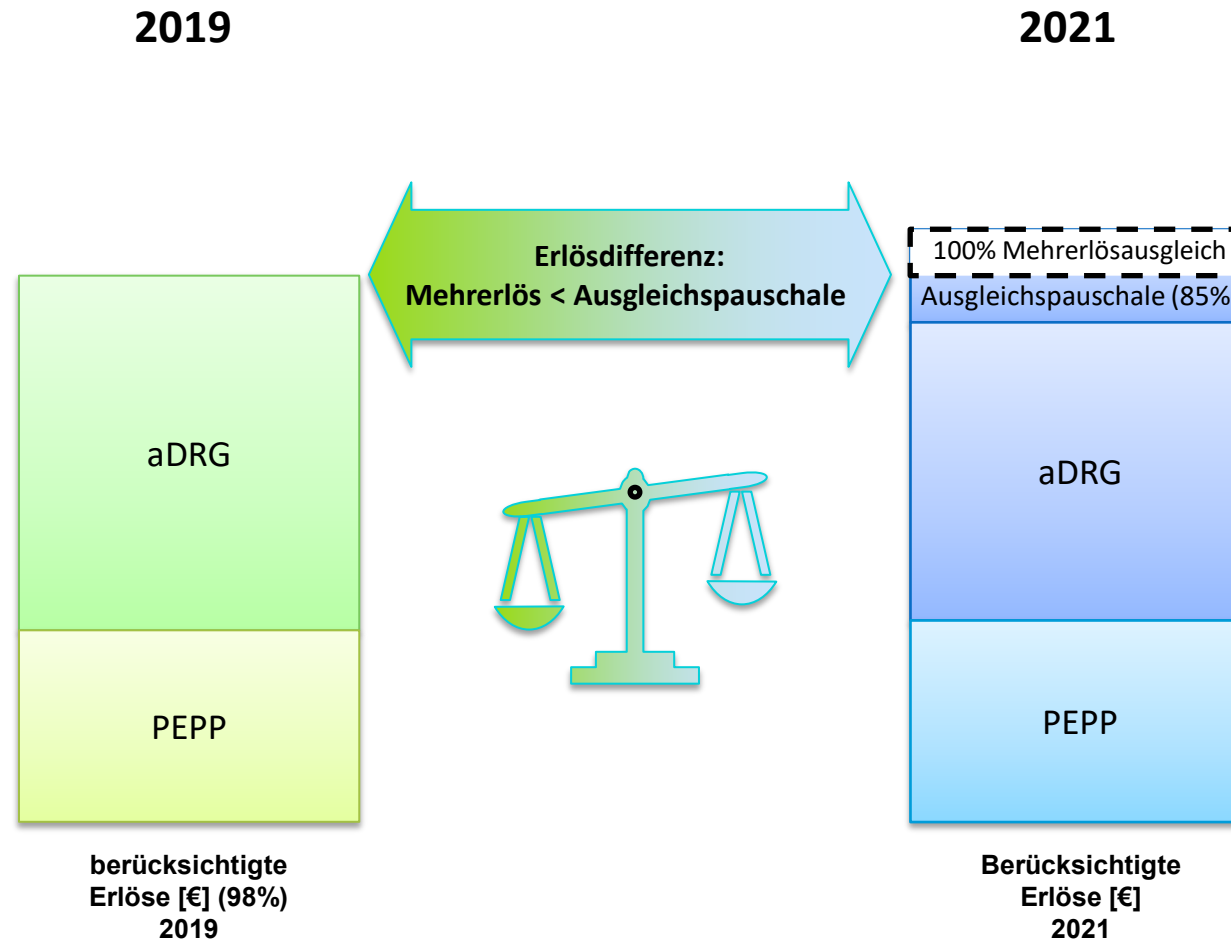 2019
2021
Erlösdifferenz:
Mehrerlös < Ausgleichspauschale
100% Mehrerlösausgleich
Ausgleichspauschale (85%
aDRG
aDRG
PEPP
PEPP
berücksichtigte
Erlöse [€] (98%)
2019
Berücksichtigte
Erlöse [€]
2021